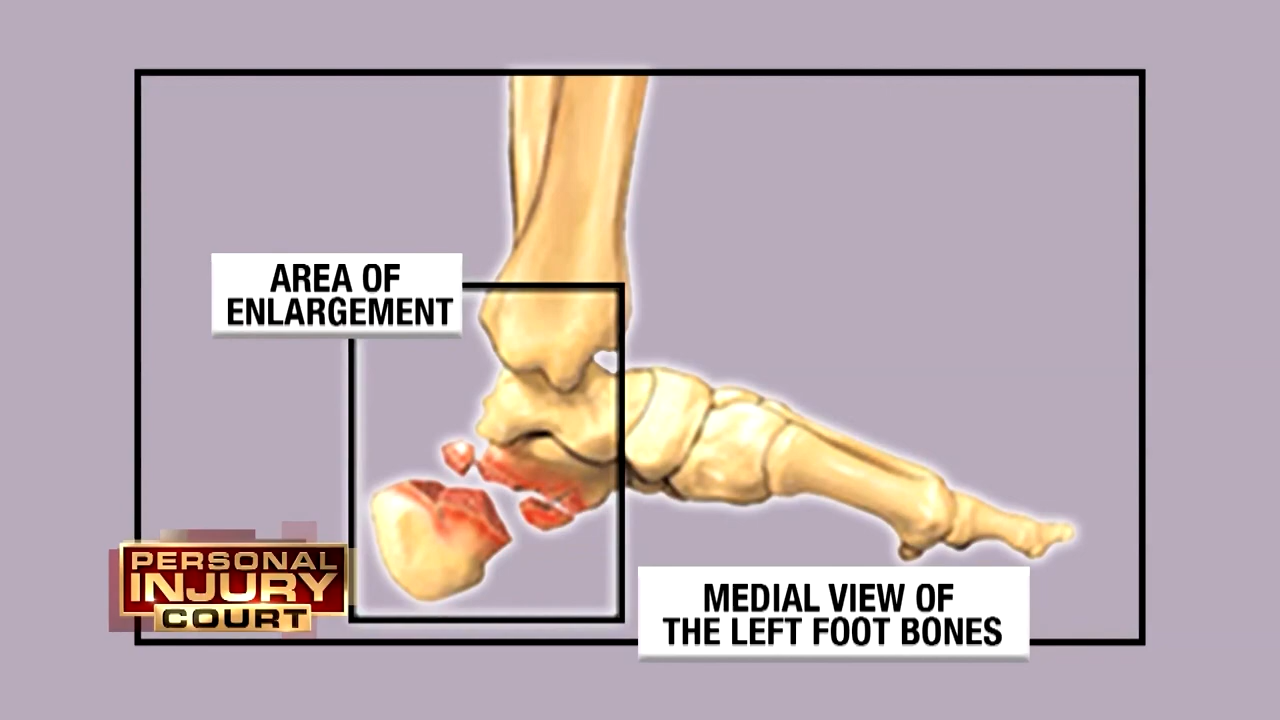 AREA OF
ENLARGEMENT
PERSONAL
INJURY
COURT
MEDIAL VIEW OF
THE LEFT FOOT BONES